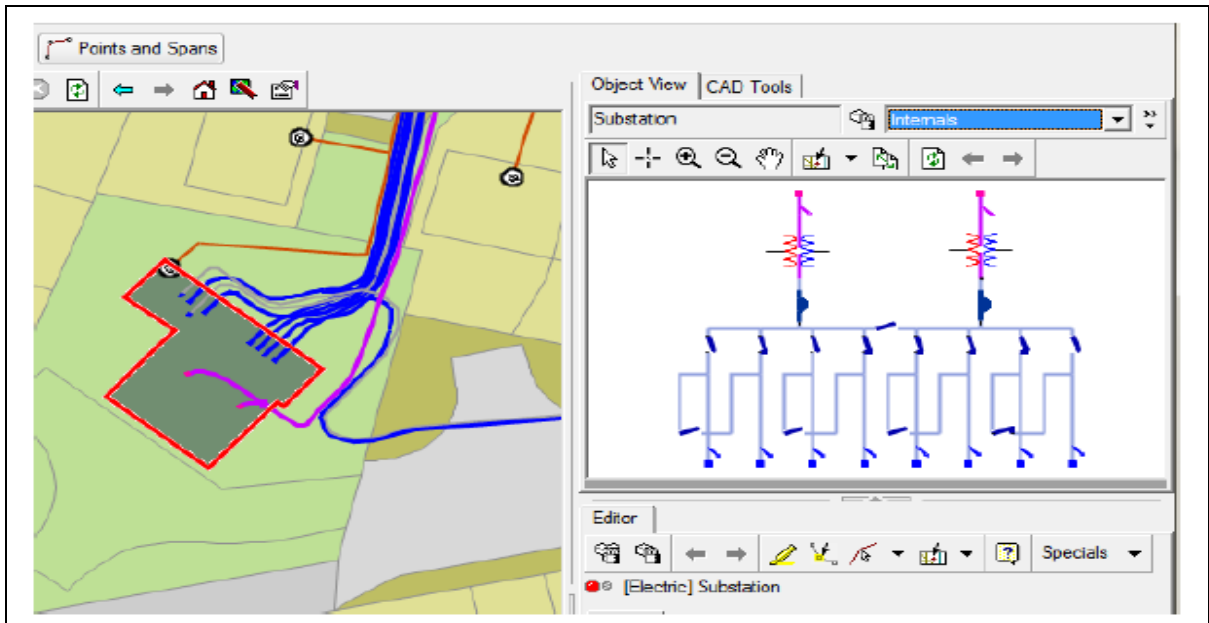 Points and Spans
Object View
CAD Tools
Substation
Internals
Editor
Specials
[Electric] Substation